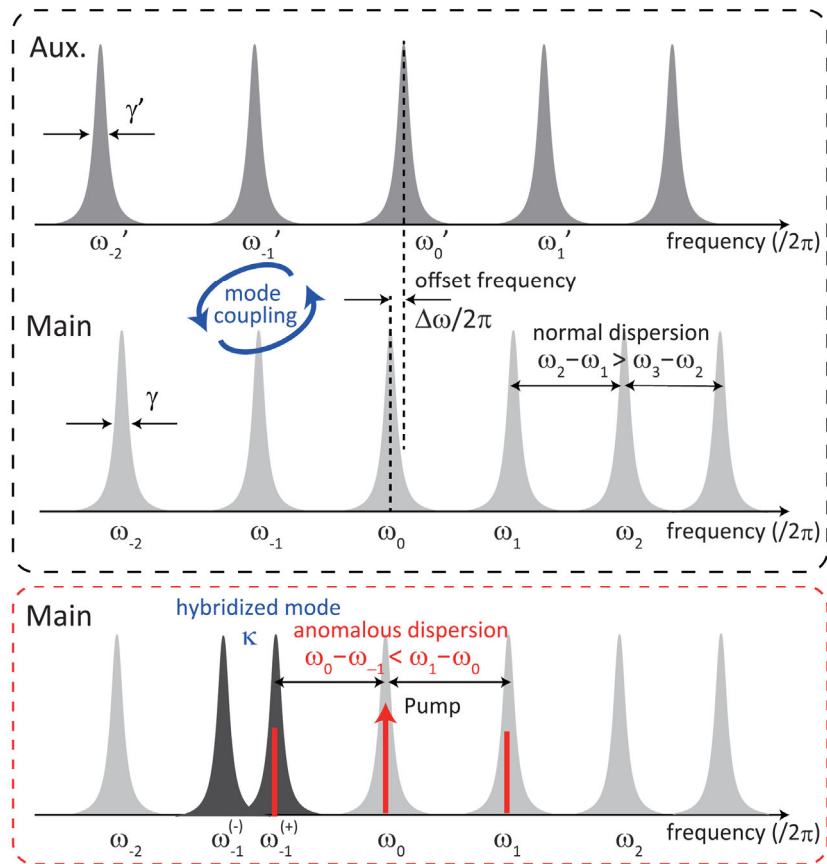 Aux.
γ'
ω₋₂' ω₋₁' ω₀' ω₁' frequency (/2π)
mode
coupling
offset frequency
Δω/2π
Main
normal dispersion
ω₂−ω₁ > ω₃−ω₂
γ
ω₋₂ ω₋₁ ω₀ ω₁ ω₂ frequency (/2π)
Main
hybridized mode
κ
anomalous dispersion
ω₀−ω₋₁ < ω₁−ω₀
Pump
ω₋₂ ω₋₁⁽⁻⁾ ω₋₁⁽⁺⁾ ω₀ ω₁ ω₂ frequency (/2π)